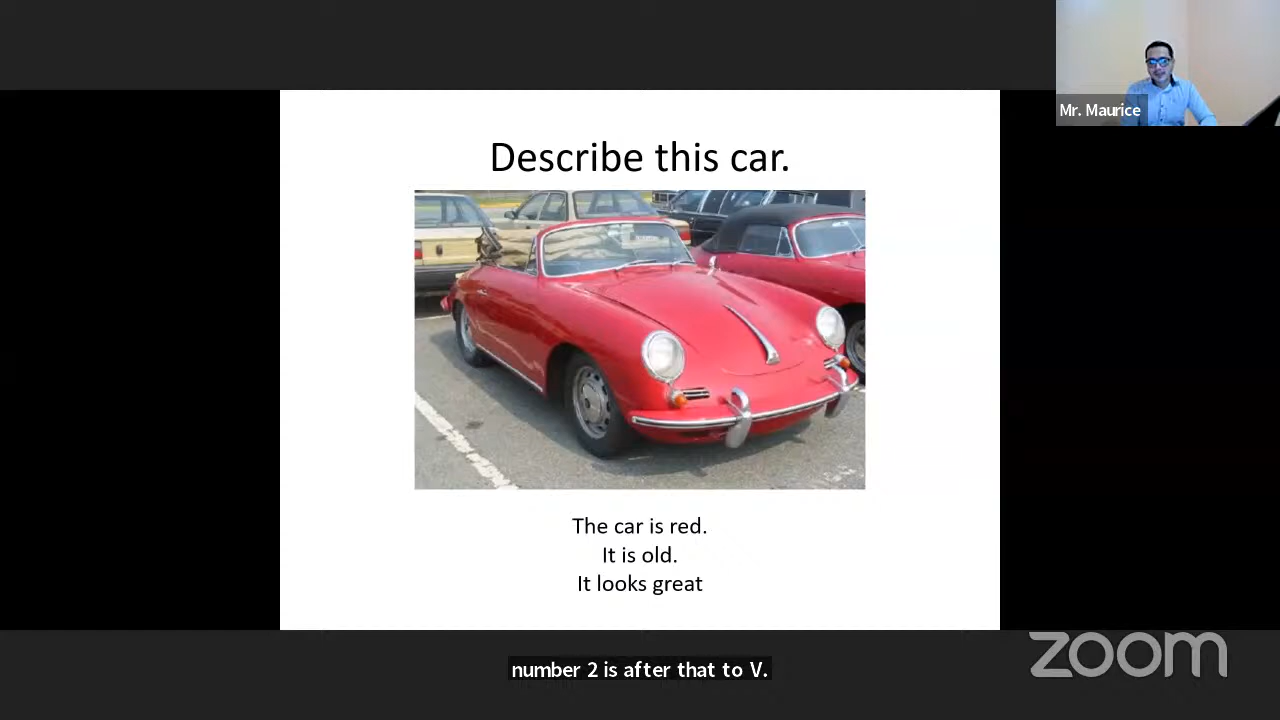 Mr. Maurice
Describe this car.
The car is red.
It is old.
It looks great
number 2 is after that to V.
zoom